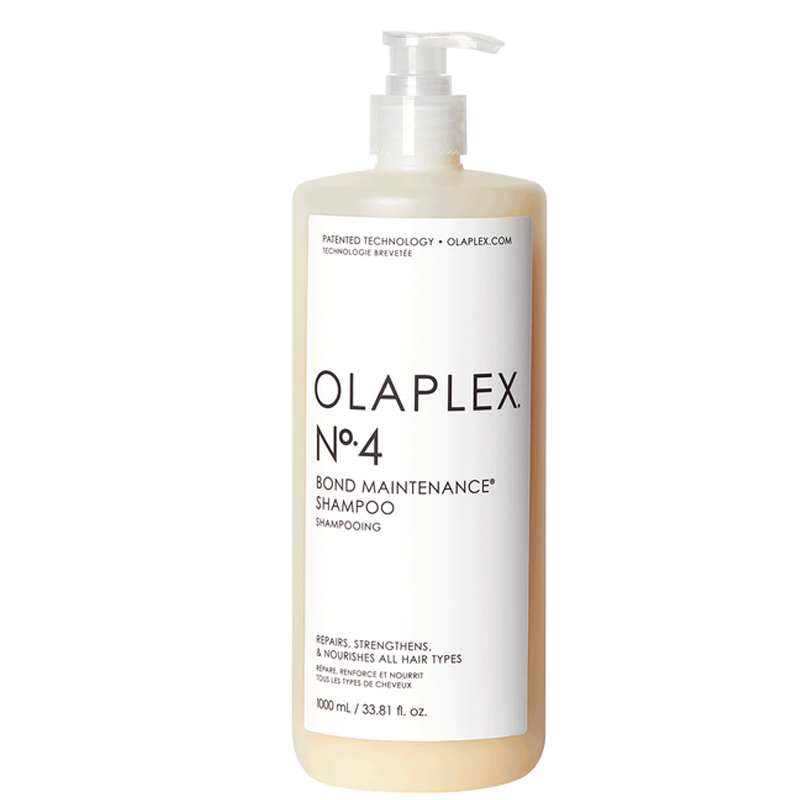 PATENTED TECHNOLOGY • OLAPLEX.COM
TECHNOLOGIE BREVETÉE
OLAPLEX.
Nº.4
BOND MAINTENANCE®
SHAMPOO
SHAMPOOING
REPAIRS, STRENGTHENS,
& NOURISHES ALL HAIR TYPES
RÉPARE, RENFORCE ET NOURRIT
TOUS LES TYPES DE CHEVEUX
1000 mL / 33.81 fl. oz.